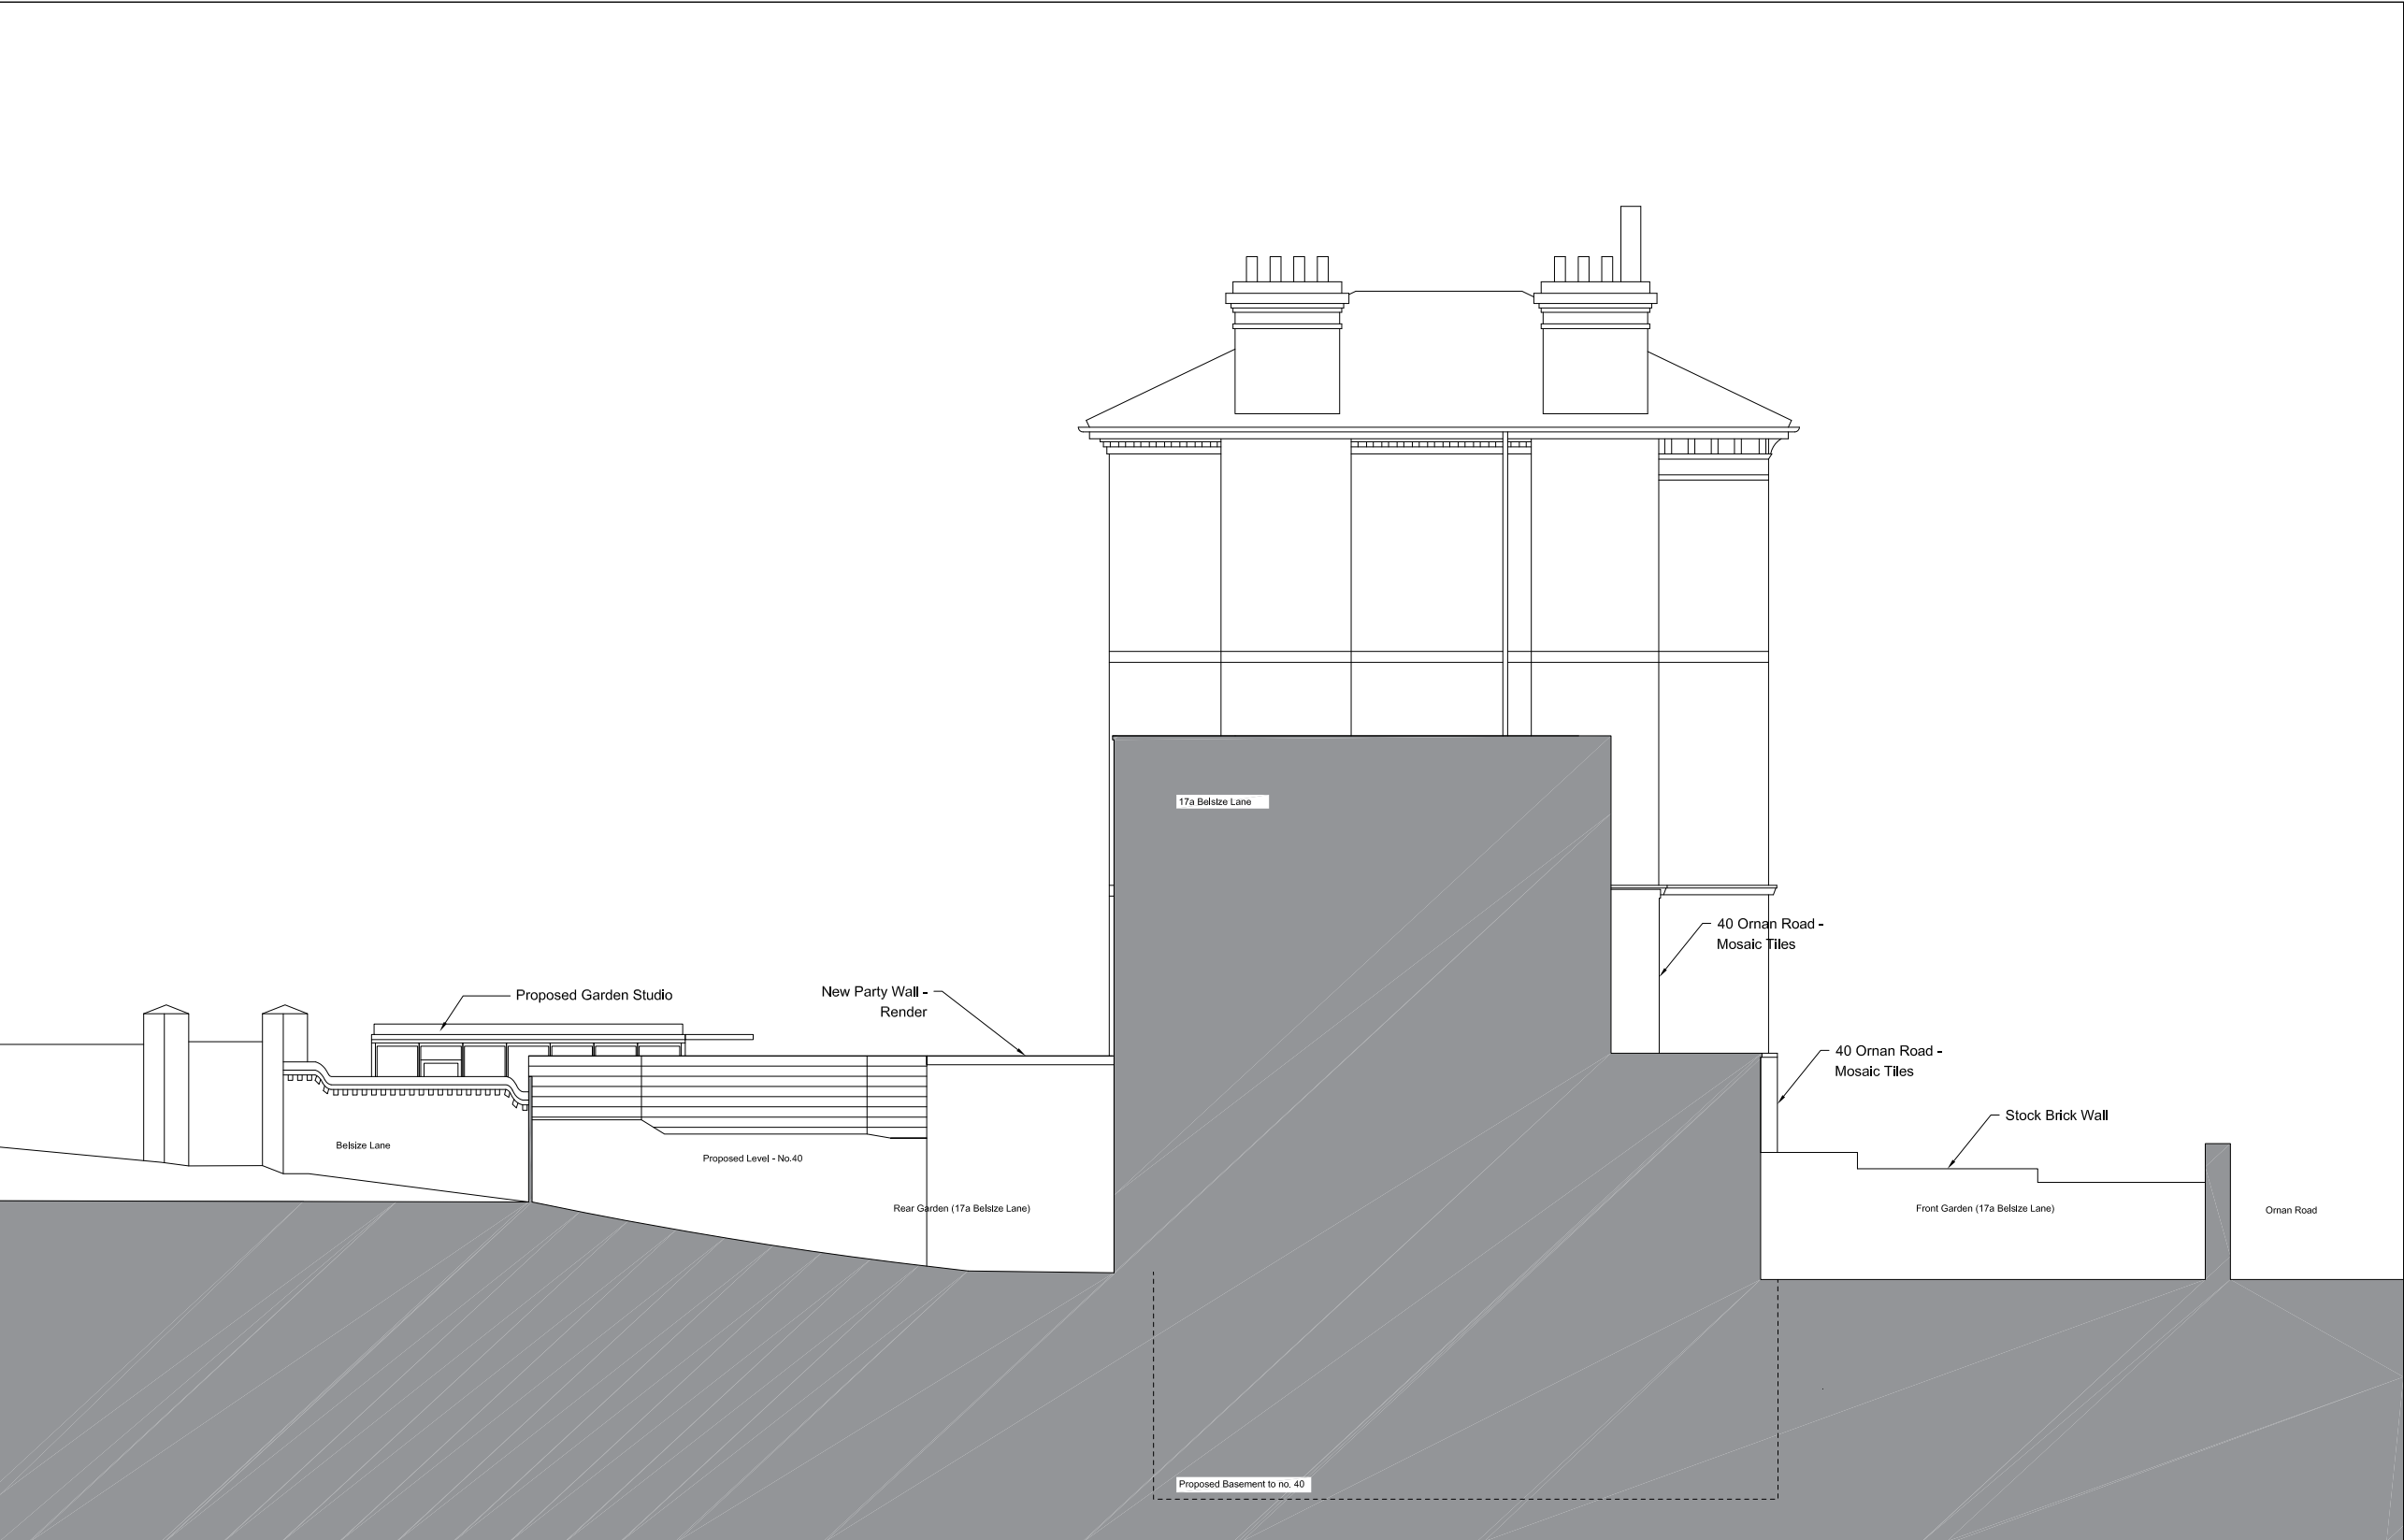 17a Belsize Lane
40 Ornan Road -
Mosaic Tiles
Proposed Garden Studio
New Party Wall -
Render
40 Ornan Road -
Mosaic Tiles
Stock Brick Wall
Belsize Lane
Proposed Level - No.40
Rear Garden (17a Belsize Lane)
Front Garden (17a Belsize Lane)
Ornan Road
Proposed Basement to no. 40